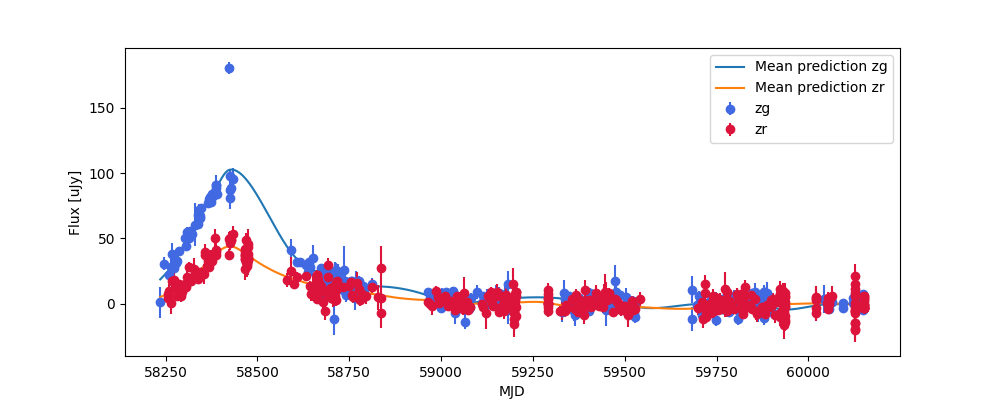 Mean prediction zg
Mean prediction zr
zg
zr
150
100
50
0
Flux [uJy]
58250
58500
58750
59000
59250
59500
59750
60000
MJD